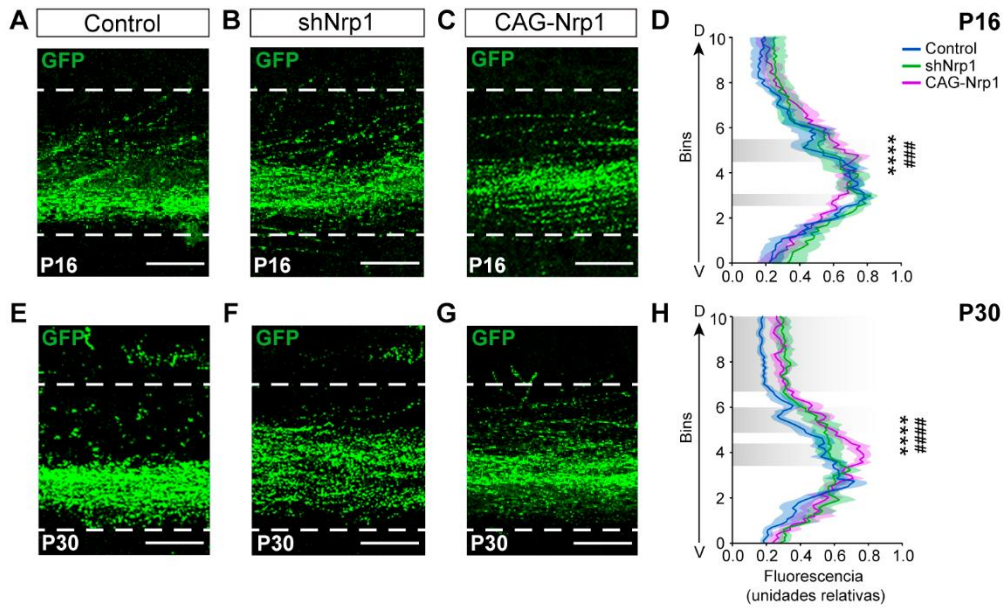 A
Control
B
shNrp1
C
CAG-Nrp1
D
P16
GFP
GFP
GFP
P16
P16
P16
D
10
8
6
4
2
0
V
Bins
0.0 0.2 0.4 0.6 0.8 1.0
Control
shNrp1
CAG-Nrp1
****
###
E
F
G
H
P30
GFP
GFP
GFP
P30
P30
P30
D
10
8
6
4
2
0
V
Bins
0.0 0.2 0.4 0.6 0.8 1.0
Fluorescencia
(unidades relativas)
****
####